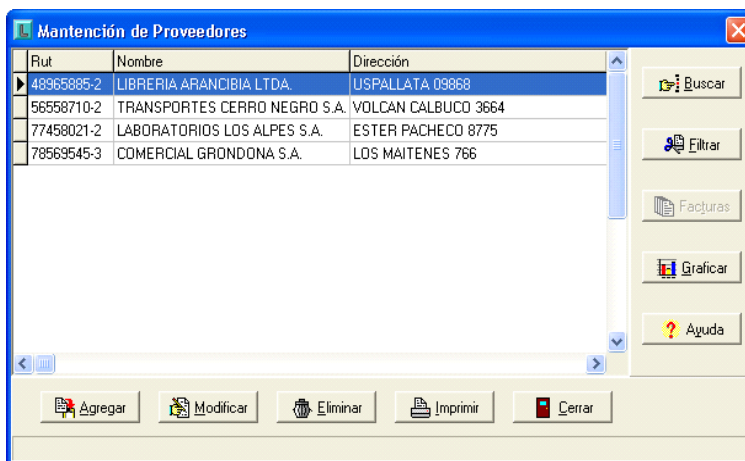 Mantención de Proveedores
Rut Nombre Dirección
48965885-2 LIBRERIA ARANCIBIA LTDA. USPALLATA 09868
56558710-2 TRANSPORTES CERRO NEGRO S.A. VOLCAN CALBUCO 3664
77458021-2 LABORATORIOS LOS ALPES S.A. ESTER PACHECO 8775
78569545-3 COMERCIAL GRONDONA S.A. LOS MAITENES 766
Buscar
Filtrar
Facturas
Graficar
Ayuda
Agregar Modificar Eliminar Imprimir Cerrar